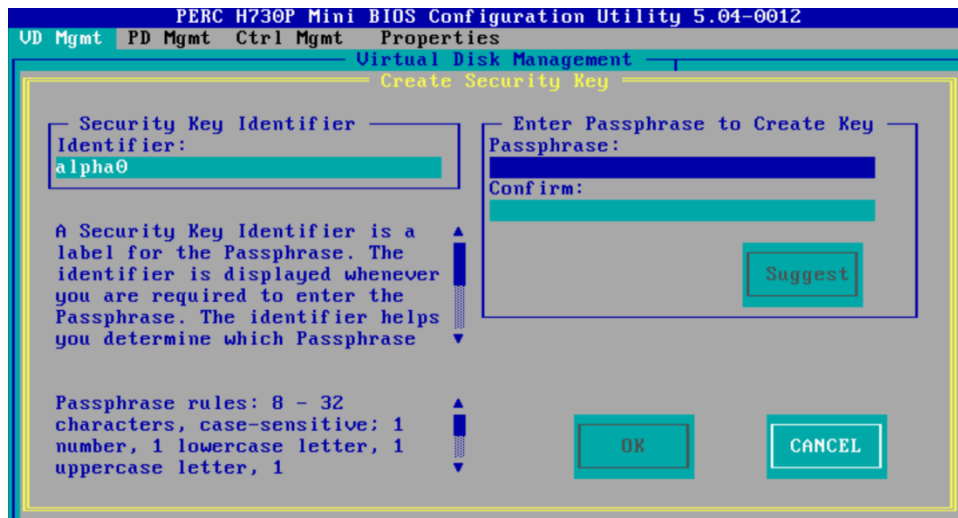 PERC H730P Mini BIOS Configuration Utility 5.04-0012
VD Mgmt PD Mgmt Ctrl Mgmt Properties
Virtual Disk Management
Create Security Key
Security Key Identifier
Identifier:
alpha0
A Security Key Identifier is a
label for the Passphrase. The
identifier is displayed whenever
you are required to enter the
Passphrase. The identifier helps
you determine which Passphrase
Passphrase rules: 8 - 32
characters, case-sensitive; 1
number, 1 lowercase letter, 1
uppercase letter, 1
Enter Passphrase to Create Key
Passphrase:
Confirm:
Suggest
OK
CANCEL